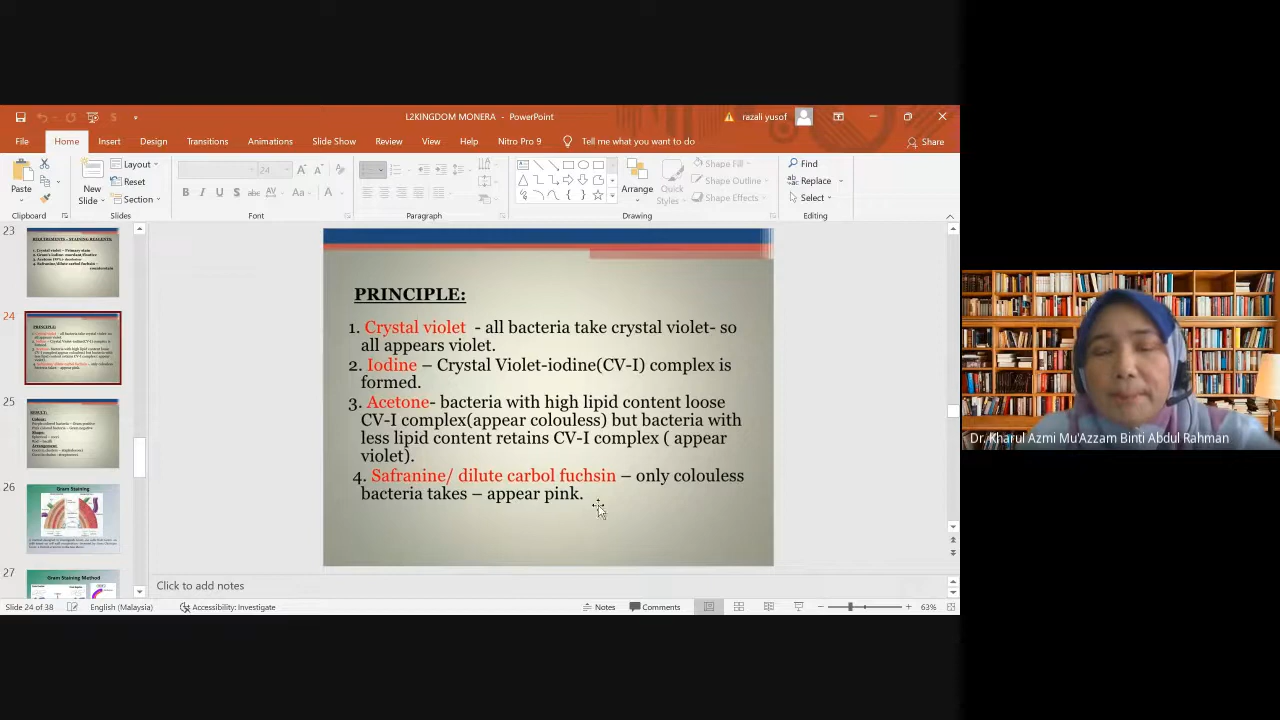 L2KINGDOM MONERA - PowerPoint
razali yusof
File
Home
Insert
Design
Transitions
Animations
Slide Show
Review
View
Help
Nitro Pro 9
Tell me what you want to do
Share
Paste
Clipboard
New
Slide
Layout
Reset
Section
Slides
24
Font
Paragraph
Arrange
Quick
Styles
Shape Fill
Shape Outline
Shape Effects
Drawing
Find
Replace
Select
Editing
23
24
25
26
27
REQUIREMENTS - STAINING REAGENTS:
Gram Staining
Gram Staining Method
PRINCIPLE:
1. Crystal violet - all bacteria take crystal violet- so
all appears violet.
2. Iodine – Crystal Violet-iodine(CV-I) complex is
formed.
3. Acetone- bacteria with high lipid content loose
CV-I complex(appear colouless) but bacteria with
less lipid content retains CV-I complex ( appear
violet).
4. Safranine/ dilute carbol fuchsin – only colouless
bacteria takes – appear pink.
Click to add notes
Slide 24 of 38
English (Malaysia)
Accessibility: Investigate
Notes
Comments
63%
Dr. Kharul Azmi Mu'Azzam Binti Abdul Rahman